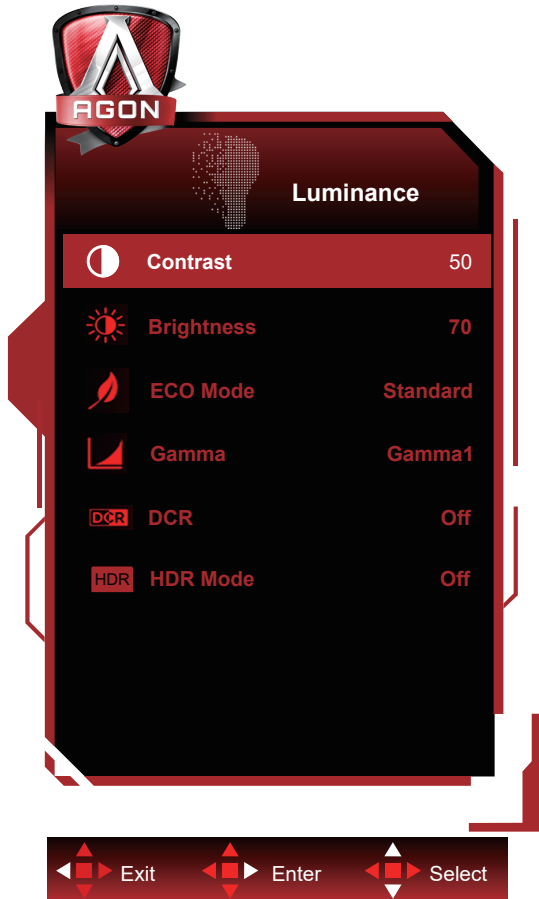 AGON
Luminance
Contrast 50
Brightness 70
ECO Mode Standard
Gamma Gamma1
DCR DCR Off
HDR HDR Mode Off
Exit Enter Select